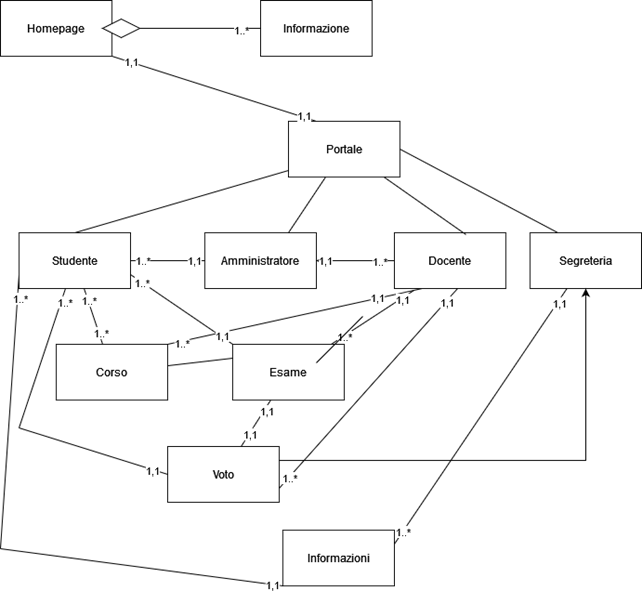 Homepage
1..*
Informazione
1,1
1,1
Portale
Studente
1..*
1,1
Amministratore
1,1
1..*
Docente
Segreteria
1..*
1..*
1..*
1..*
1,1
1,1
1,1
1,1
1..*
1..*
1,1
1..*
Corso
Esame
1,1
1,1
1,1
Voto
1..*
1..*
Informazioni
1,1